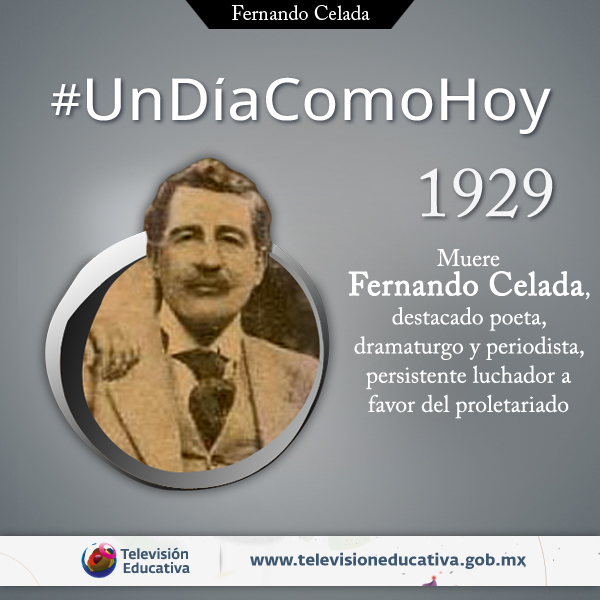 Fernando Celada
#UnDíaComoHoy
1929
Muere
Fernando Celada,
destacado poeta,
dramaturgo y periodista,
persistente luchador a
favor del proletariado
Televisión
Educativa
www.televisioneducativa.gob.mx